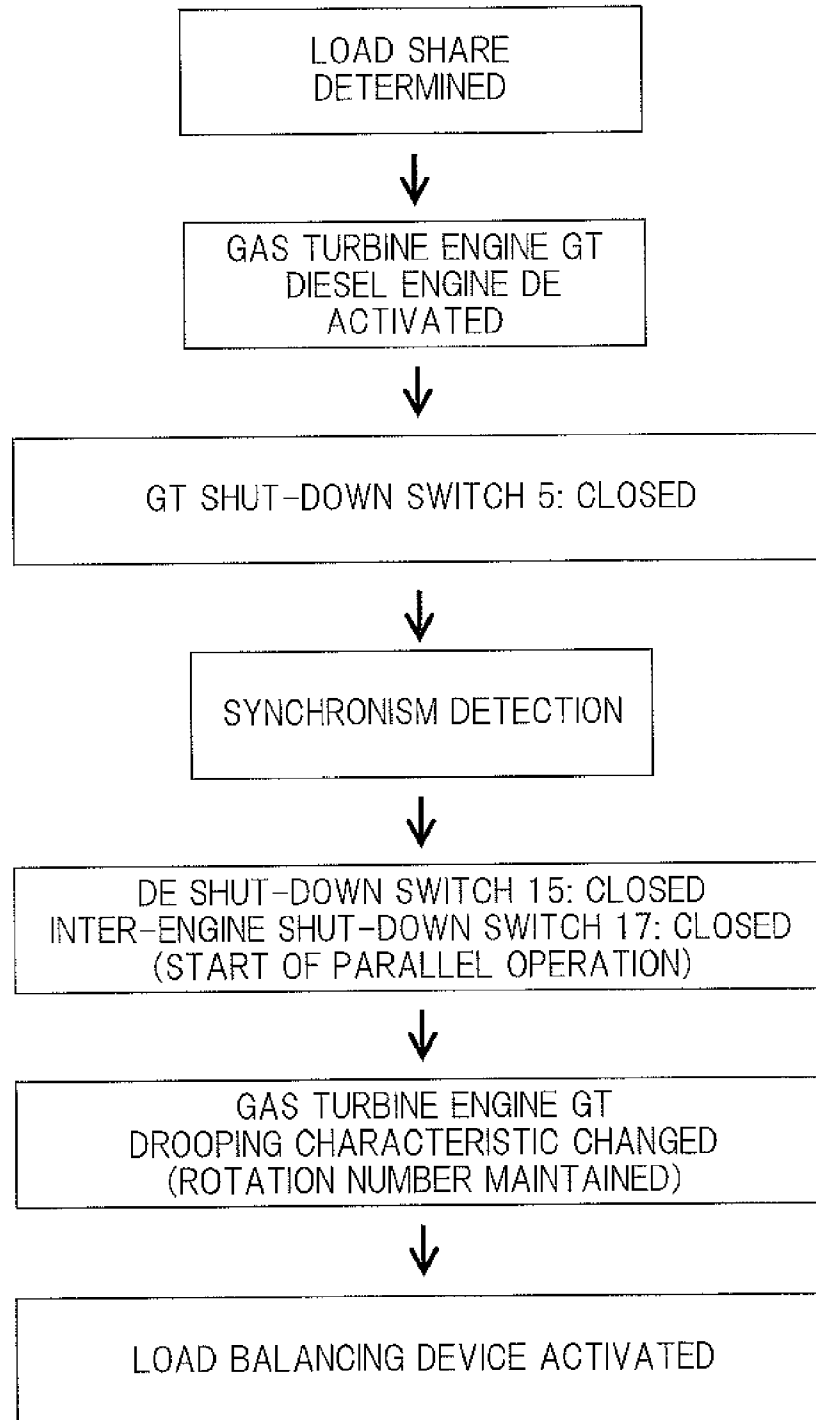 LOAD SHARE
DETERMINED
GAS TURBINE ENGINE GT
DIESEL ENGINE DE
ACTIVATED
GT SHUT-DOWN SWITCH 5: CLOSED
SYNCHRONISM DETECTION
DE SHUT-DOWN SWITCH 15: CLOSED
INTER-ENGINE SHUT-DOWN SWITCH 17: CLOSED
(START OF PARALLEL OPERATION)
GAS TURBINE ENGINE GT
DROOPING CHARACTERISTIC CHANGED
(ROTATION NUMBER MAINTAINED)
LOAD BALANCING DEVICE ACTIVATED